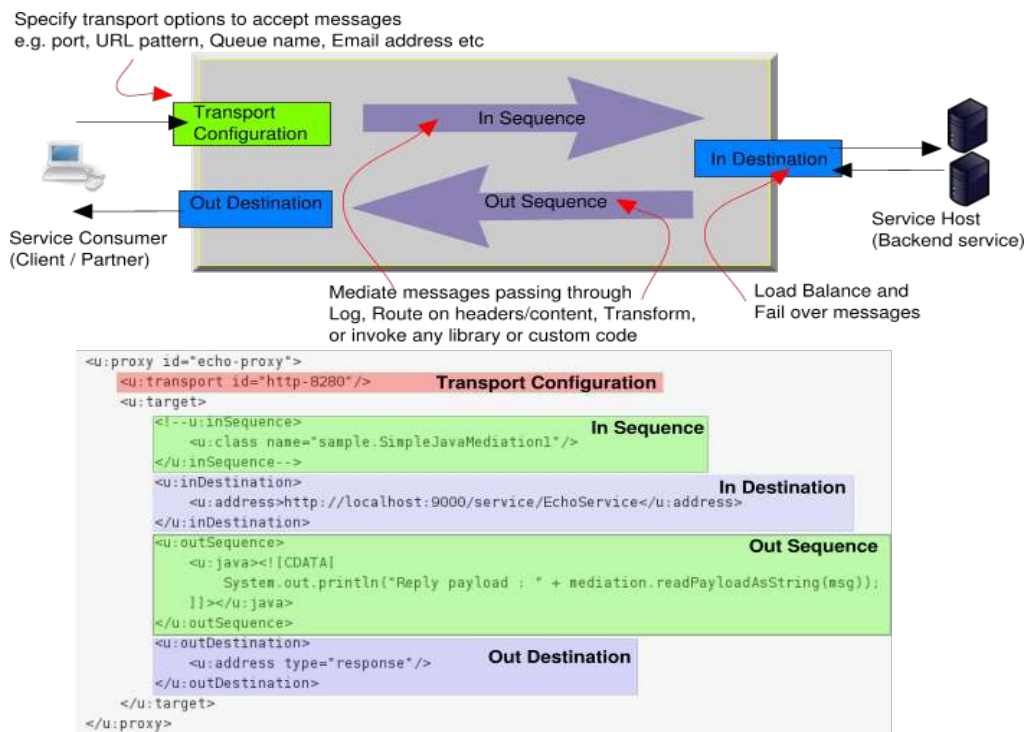 Specify transport options to accept messages
e.g. port, URL pattern, Queue name, Email address etc
Transport
Configuration
In Sequence
In Destination
Out Destination
Out Sequence
Service Consumer
(Client / Partner)
Service Host
(Backend service)
Mediate messages passing through
Log, Route on headers/content, Transform,
or invoke any library or custom code
Load Balance and
Fail over messages
<u:proxy id="echo-proxy">
<u:transport id="http-8280"/> Transport Configuration
<u:target>
<!--u:inSequence> In Sequence
<u:class name="sample.SimpleJavaMediation1"/>
</u:inSequence-->
<u:inDestination> In Destination
<u:address>http://localhost:9000/service/EchoService</u:address>
</u:inDestination>
<u:outSequence> Out Sequence
<u:java><![CDATA[
System.out.println("Reply payload : " + mediation.readPayloadAsString(msg));
]]></u:java>
</u:outSequence>
<u:outDestination>
<u:address type="response"/> Out Destination
</u:outDestination>
</u:target>
</u:proxy>